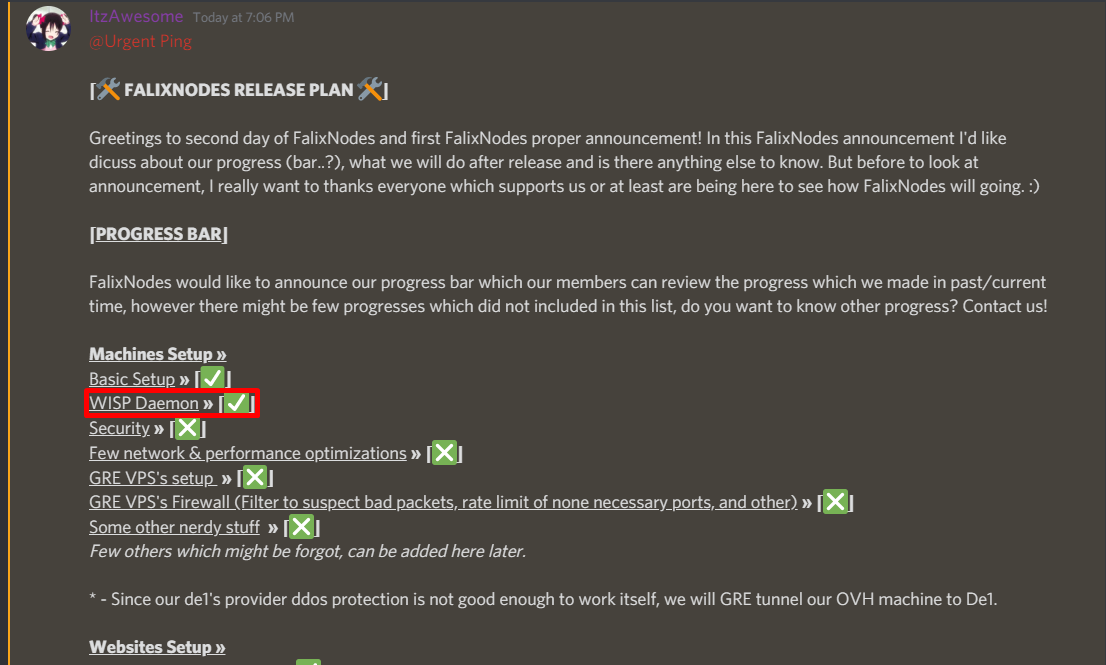 ItzAwesome Today at 7:06 PM
@Urgent Ping
[🛠 FALIXNODES RELEASE PLAN 🛠]
Greetings to second day of FalixNodes and first FalixNodes proper announcement! In this FalixNodes announcement I'd like
dicuss about our progress (bar..?), what we will do after release and is there anything else to know. But before to look at
announcement, I really want to thanks everyone which supports us or at least are being here to see how FalixNodes will going. :)
[PROGRESS BAR]
FalixNodes would like to announce our progress bar which our members can review the progress which we made in past/current
time, however there might be few progresses which did not included in this list, do you want to know other progress? Contact us!
Machines Setup »
Basic Setup » [✅]
WISP Daemon » [✅]
Security » [❎]
Few network & performance optimizations » [❎]
GRE VPS's setup » [❎]
GRE VPS's Firewall (Filter to suspect bad packets, rate limit of none necessary ports, and other) » [❎]
Some other nerdy stuff » [❎]
Few others which might be forgot, can be added here later.
* - Since our de1's provider ddos protection is not good enough to work itself, we will GRE tunnel our OVH machine to De1.
Websites Setup »